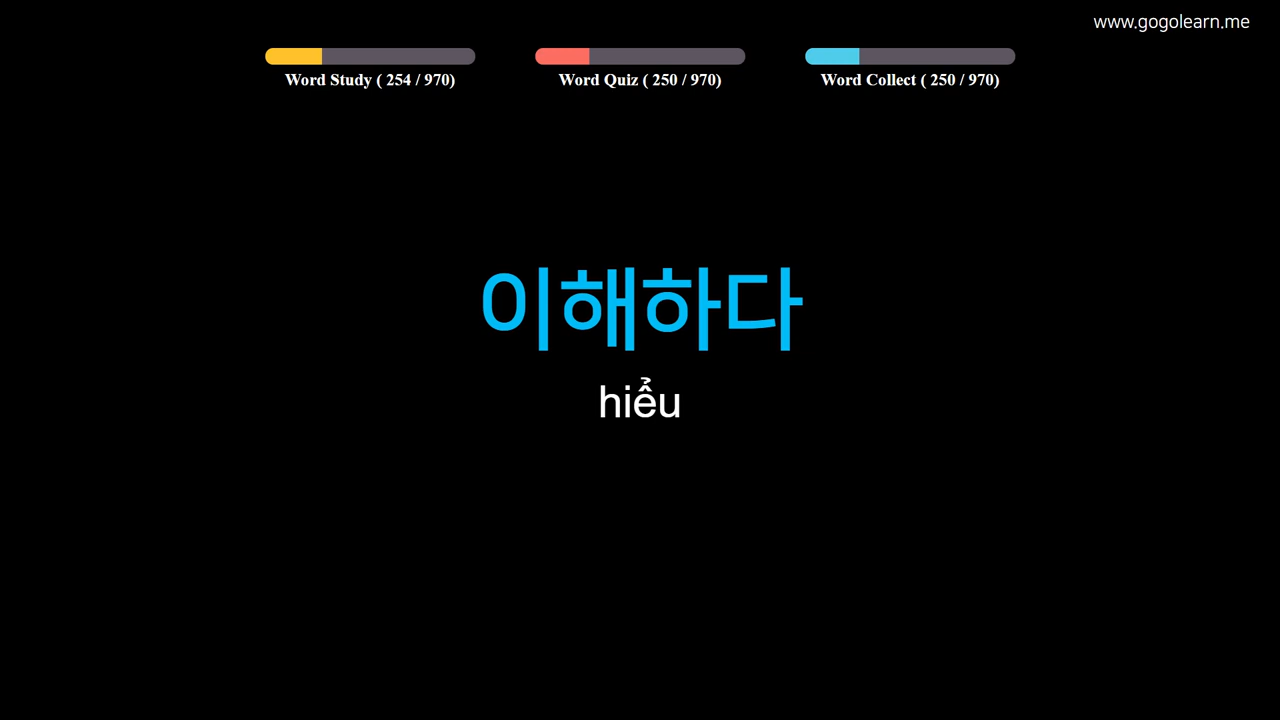 www.gogolearn.me
Word Study ( 254 / 970)
Word Quiz ( 250 / 970)
Word Collect ( 250 / 970)
이해하다
hiểu